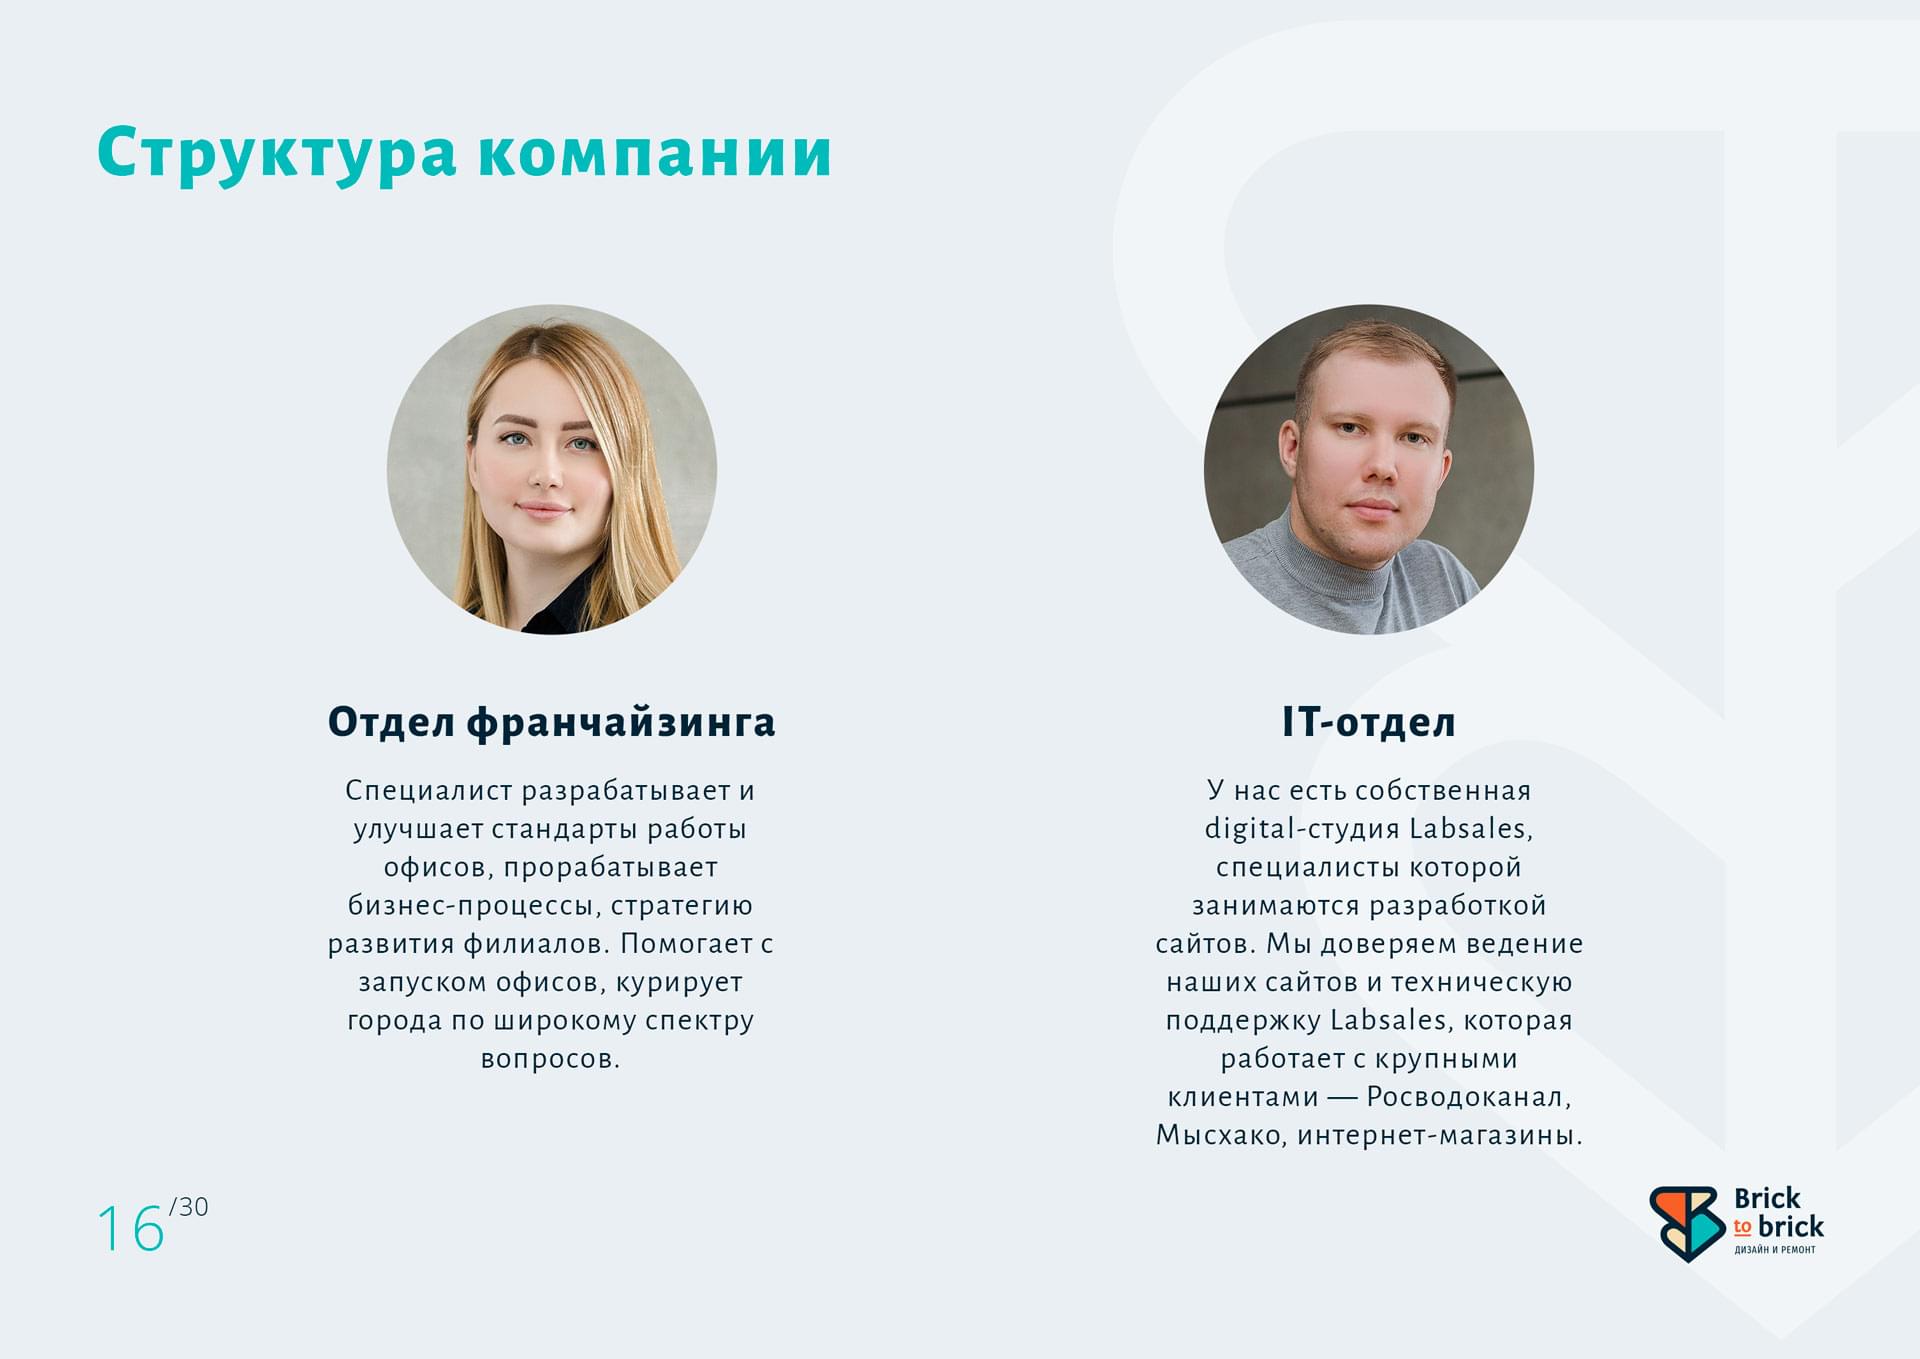 Структура компании
Отдел франчайзинга
Специалист разрабатывает и
улучшает стандарты работы
офисов, прорабатывает
бизнес-процессы, стратегию
развития филиалов. Помогает с
запуском офисов, курирует
города по широкому спектру
вопросов.
IT-отдел
У нас есть собственная
digital-студия Labsales,
специалисты которой
занимаются разработкой
сайтов. Мы доверяем ведение
наших сайтов и техническую
поддержку Labsales, которая
работает с крупными
клиентами — Росводоканал,
Мысхако, интернет-магазины.
16/30
Brick
to brick
ДИЗАЙН И РЕМОНТ